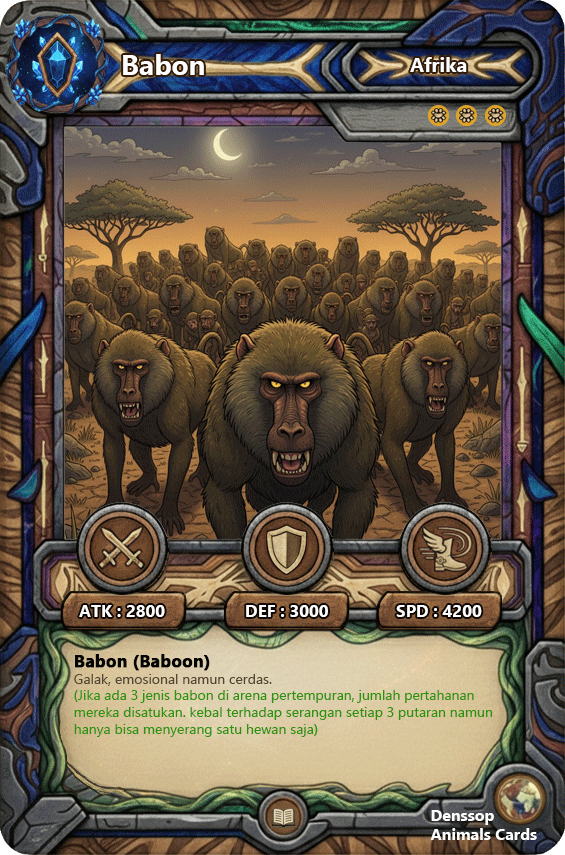 Babon
Afrika
ATK : 2800
DEF : 3000
SPD : 4200
Babon (Baboon)
Galak, emosional namun cerdas.
(Jika ada 3 jenis babon di arena pertempuran, jumlah pertahanan
mereka disatukan. kebal terhadap serangan setiap 3 putaran namun
hanya bisa menyerang satu hewan saja)
Denssop
Animals Cards